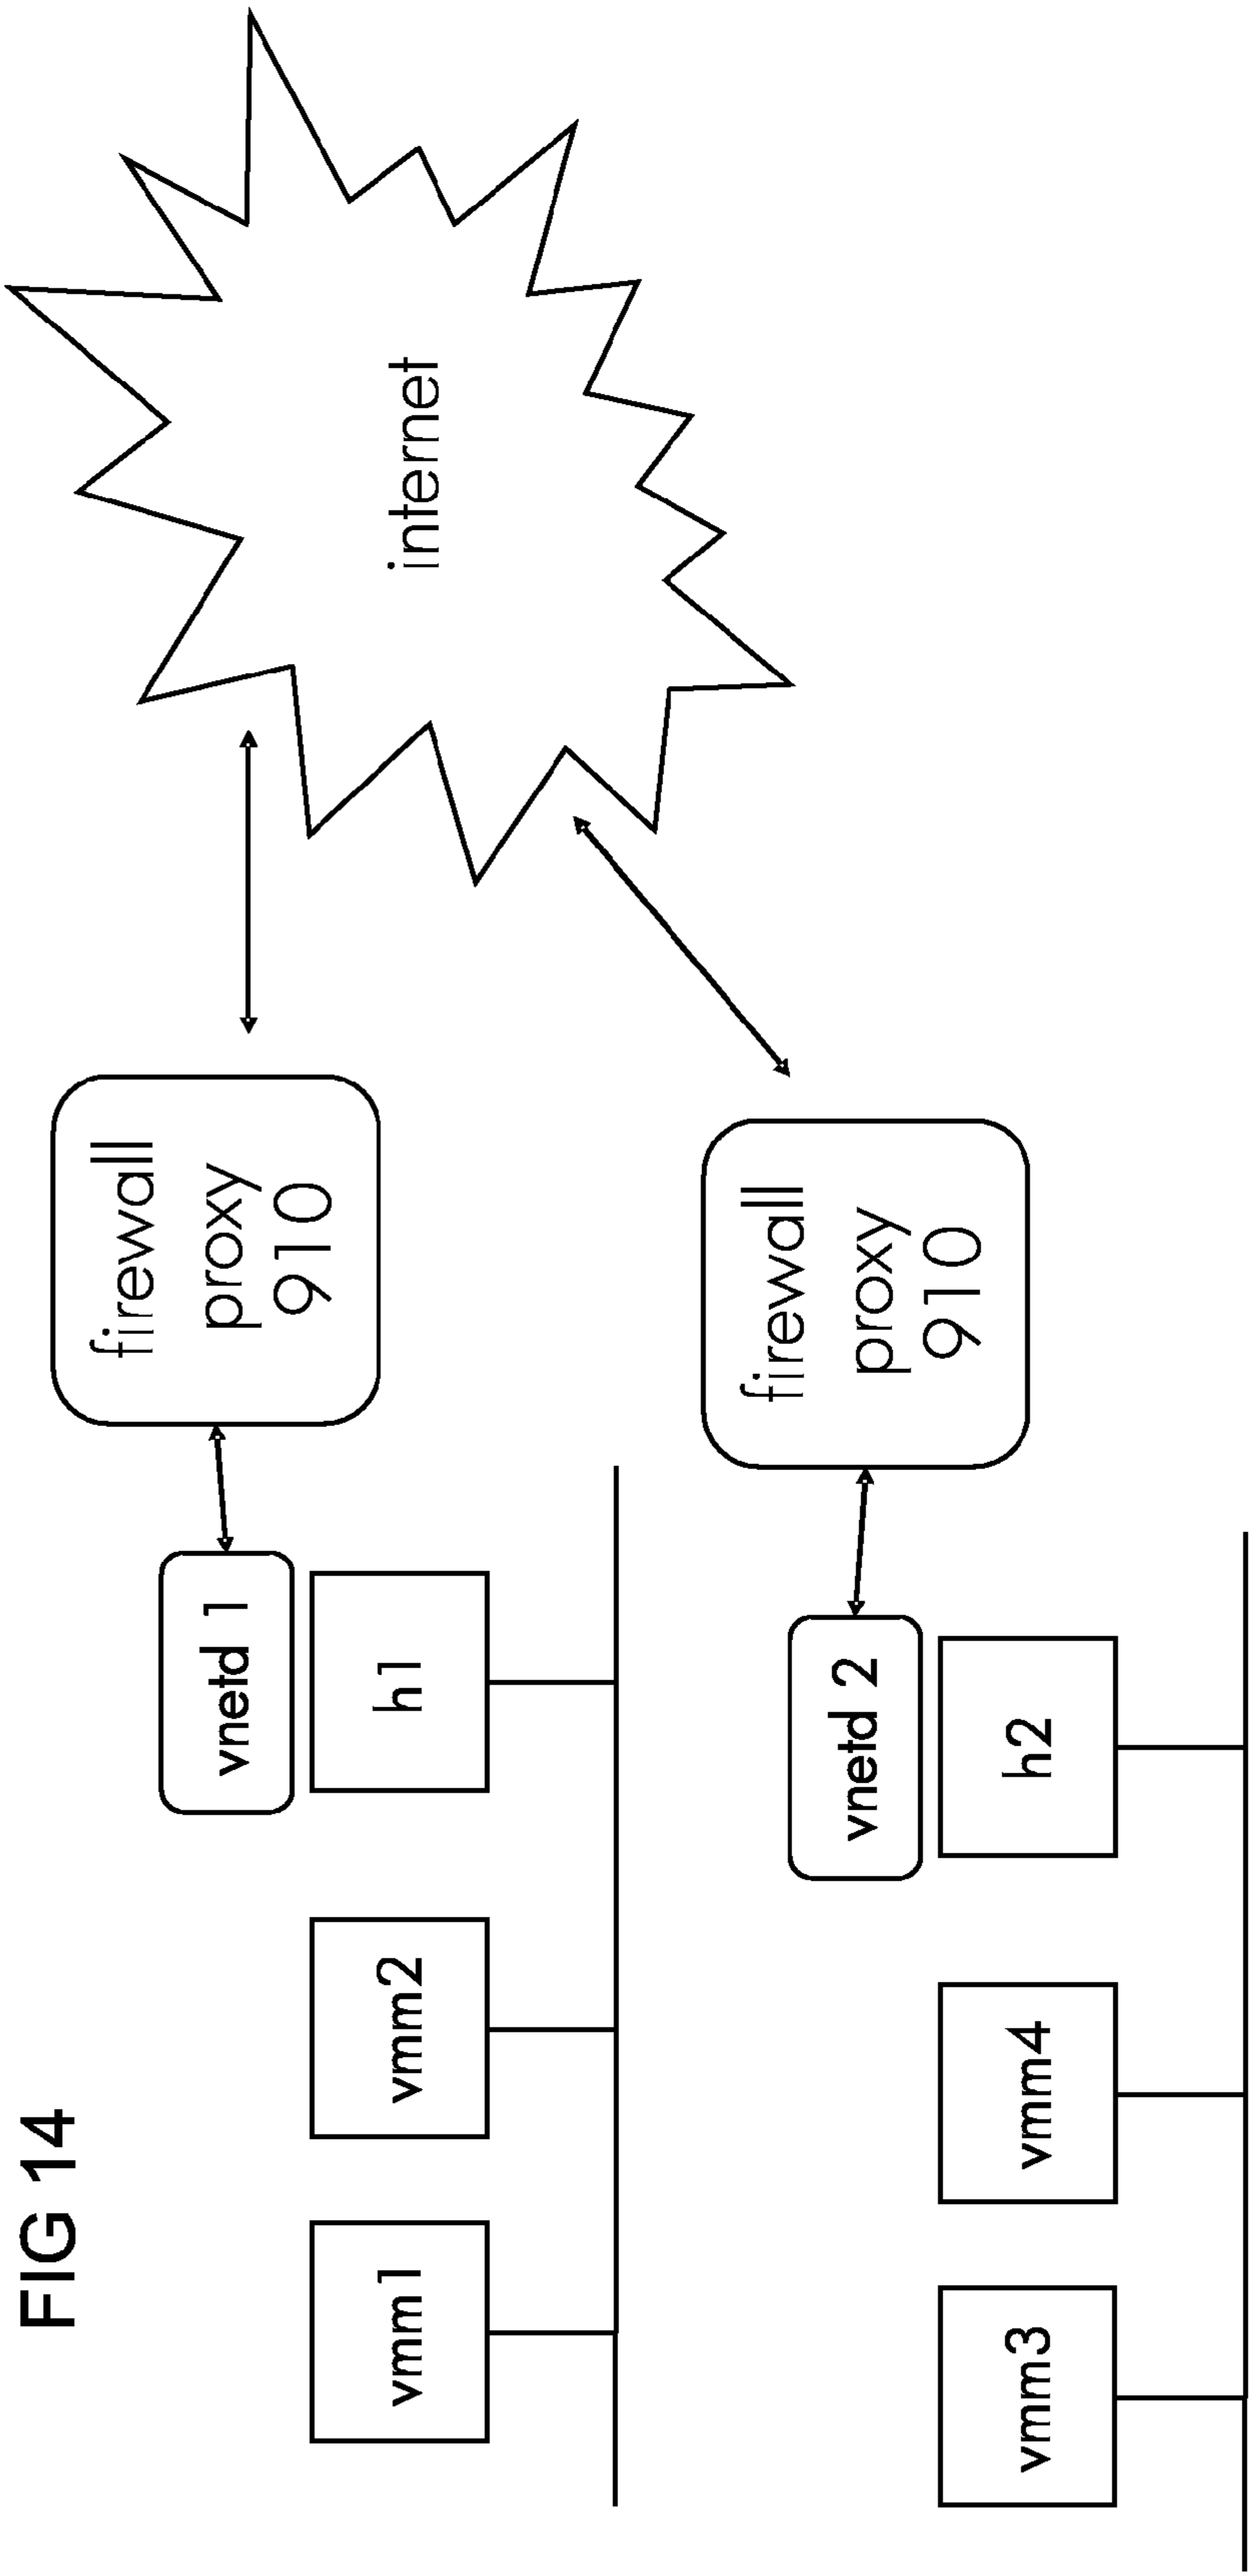 FIG 14
vmm1
vmm2
h1
vnetd 1
firewall
proxy
910
internet
vmm3
vmm4
h2
vnetd 2
firewall
proxy
910